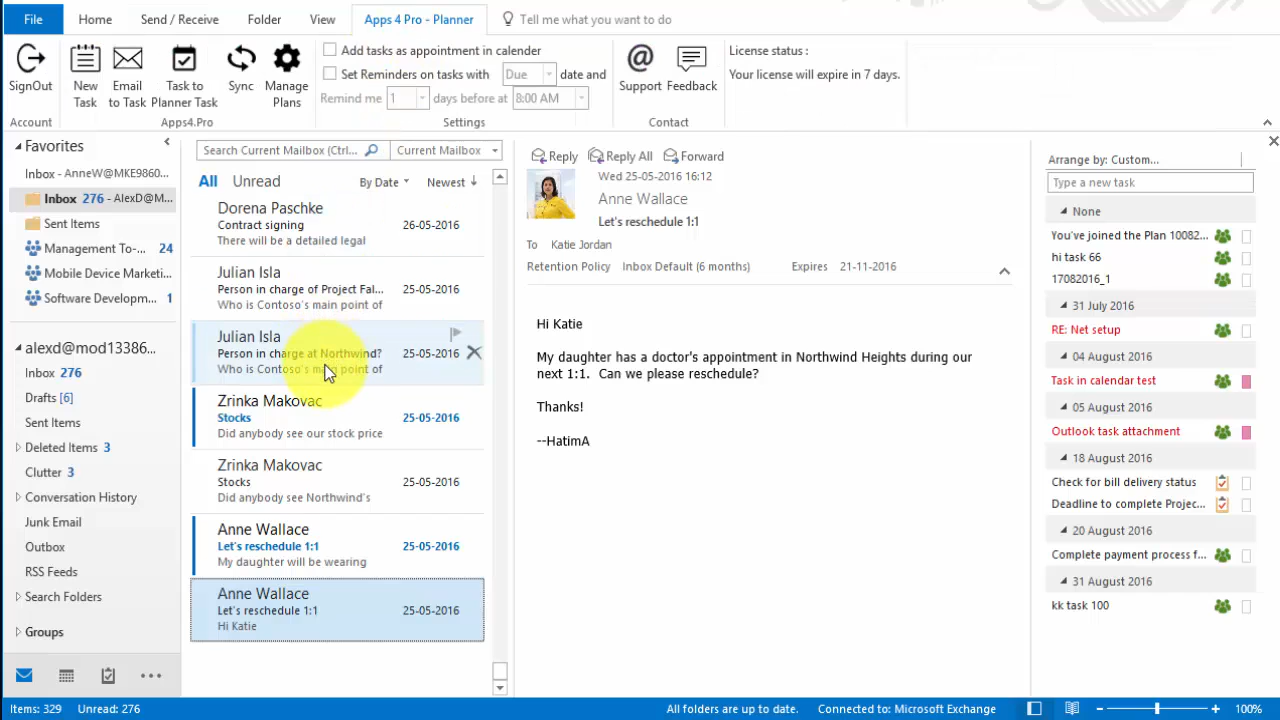 File Home Send / Receive Folder View Apps 4 Pro - Planner Tell me what you want to do
SignOut
New
Task
Email
to Task
Task to
Planner Task
Sync
Manage
Plans
Add tasks as appointment in calender
Set Reminders on tasks with Due date and
Remind me 1 days before at 8:00 AM
Support
Feedback
License status :
Your license will expire in 7 days.
Account
Apps4.Pro
Settings
Contact
Favorites
Inbox - AnneW@MKE9860...
Inbox 276 - AlexD@MOD...
Sent Items
Management To-... 24
Mobile Device Marketi...
Software Developm... 1
alexd@mod13386...
Inbox 276
Drafts [6]
Sent Items
Deleted Items 3
Clutter 3
Conversation History
Junk Email
Outbox
RSS Feeds
Search Folders
Groups
Search Current Mailbox (Ctrl... Current Mailbox
All Unread By Date Newest ↓
Dorena Paschke
Contract signing 26-05-2016
There will be a detailed legal
Julian Isla
Person in charge of Project Fal... 25-05-2016
Who is Contoso's main point of
Julian Isla
Person in charge at Northwind? 25-05-2016
Who is Contoso's main point of
Zrinka Makovac
Stocks 25-05-2016
Did anybody see our stock price
Zrinka Makovac
Stocks 25-05-2016
Did anybody see Northwind's
Anne Wallace
Let's reschedule 1:1 25-05-2016
My daughter will be wearing
Anne Wallace
Let's reschedule 1:1 25-05-2016
Hi Katie
Reply Reply All Forward
Wed 25-05-2016 16:12
Anne Wallace
Let's reschedule 1:1
To Katie Jordan
Retention Policy Inbox Default (6 months) Expires 21-11-2016
Hi Katie
My daughter has a doctor's appointment in Northwind Heights during our
next 1:1. Can we please reschedule?
Thanks!
--HatimA
Arrange by: Custom...
Type a new task
None
You've joined the Plan 10082...
hi task 66
17082016_1
31 July 2016
RE: Net setup
04 August 2016
Task in calendar test
05 August 2016
Outlook task attachment
18 August 2016
Check for bill delivery status
Deadline to complete Projec...
20 August 2016
Complete payment process f...
31 August 2016
kk task 100
Items: 329 Unread: 276 All folders are up to date. Connected to: Microsoft Exchange 100%